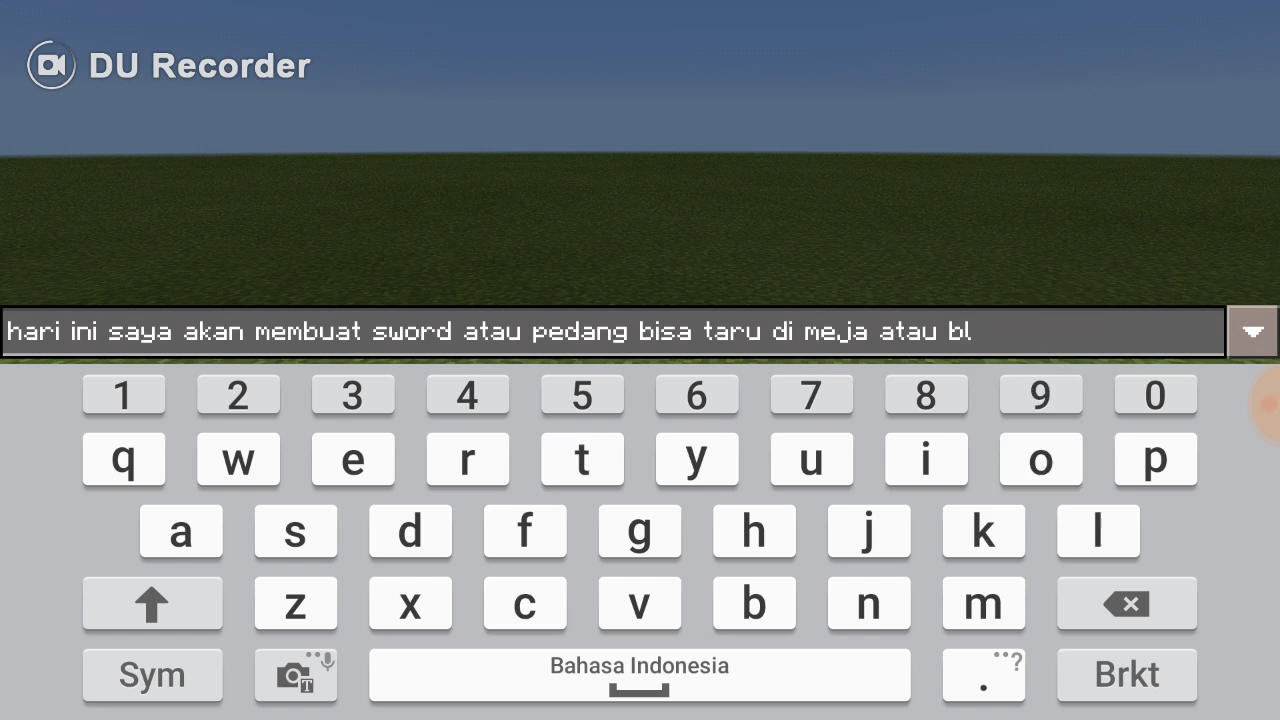 DU Recorder
hari ini saya akan membuat sword atau pedang bisa taru di meja atau bl
1 2 3 4 5 6 7 8 9 0
q w e r t y u i o p
a s d f g h j k l
z x c v b n m
Sym T Bahasa Indonesia . ? Brkt